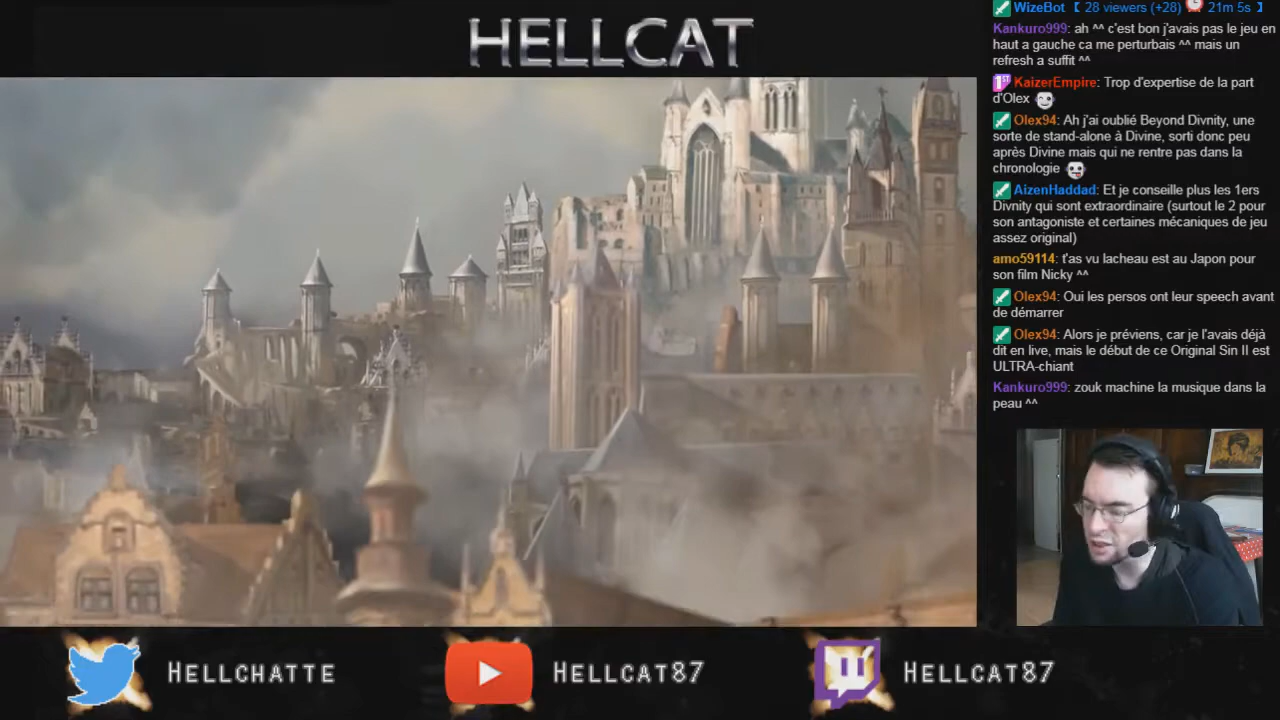 HELLCAT
WizeBot 【 28 viewers (+28) 21m 5s 】
Kankuro999: ah ^^ c'est bon j'avais pas le jeu en
haut a gauche ca me perturbais ^^ mais un
refresh a suffit ^^
1ST KaizerEmpire: Trop d'expertise de la part
d'Olex
Olex94: Ah j'ai oublié Beyond Divnity, une
sorte de stand-alone à Divine, sorti donc peu
après Divine mais qui ne rentre pas dans la
chronologie
AizenHaddad: Et je conseille plus les 1ers
Divnity qui sont extraordinaire (surtout le 2 pour
son antagoniste et certaines mécaniques de jeu
assez original)
amo59114: t'as vu lacheau est au Japon pour
son film Nicky ^^
Olex94: Oui les persos ont leur speech avant
de démarrer
Olex94: Alors je préviens, car je l'avais déjà
dit en live, mais le début de ce Original Sin II est
ULTRA-chiant
Kankuro999: zouk machine la musique dans la
peau ^^
HELLCHATTE
HELLCAT87
HELLCAT87